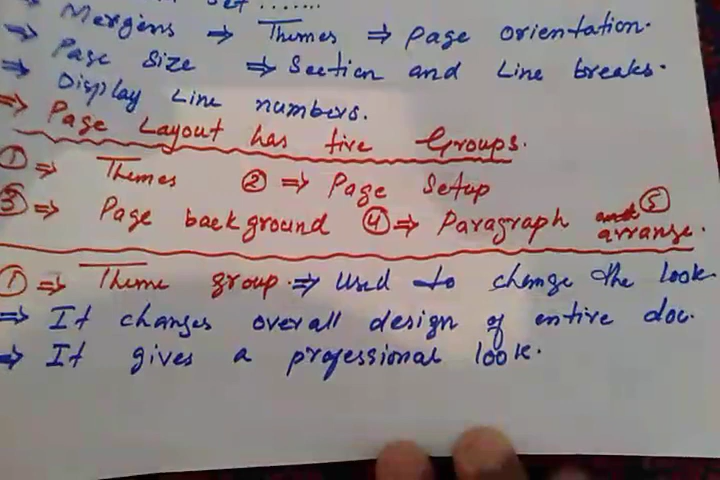 Set .......
⇒ Mergins ⇒ Themes ⇒ Page orientation.
⇒ Page Size ⇒ Section and Line breaks.
⇒ Display Line numbers.
⇒ Page Layout has five Groups.
① ⇒ Themes ② ⇒ Page Setup
③ ⇒ Page background ④ ⇒ Paragraph and ⑤ arrange.
① ⇒ Theme group. ⇒ Used to change the look.
⇒ It changes overall design of entire doc.
⇒ It gives a professional look.